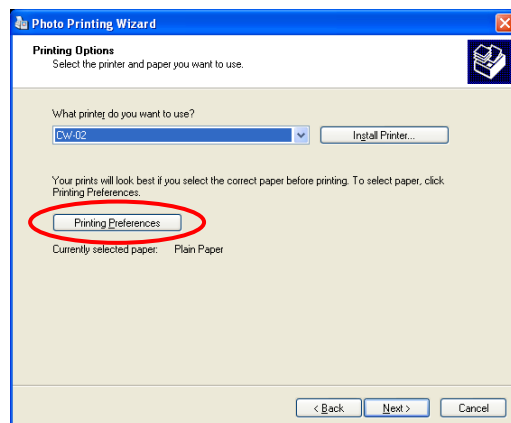 Photo Printing Wizard
Printing Options
Select the printer and paper you want to use.
What printer do you want to use?
CW-02
Install Printer...
Your prints will look best if you select the correct paper before printing. To select paper, click
Printing Preferences.
Printing Preferences
Currently selected paper: Plain Paper
< Back
Next >
Cancel